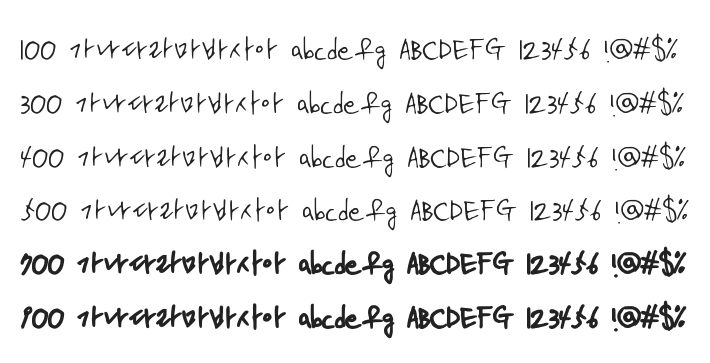 100 가나다라마바사아 abcdefg ABCDEFG 123456 !@#$%
300 가나다라마바사아 abcdefg ABCDEFG 123456 !@#$%
400 가나다라마바사아 abcdefg ABCDEFG 123456 !@#$%
500 가나다라마바사아 abcdefg ABCDEFG 123456 !@#$%
700 가나다라마바사아 abcdefg ABCDEFG 123456 !@#$%
900 가나다라마바사아 abcdefg ABCDEFG 123456 !@#$%